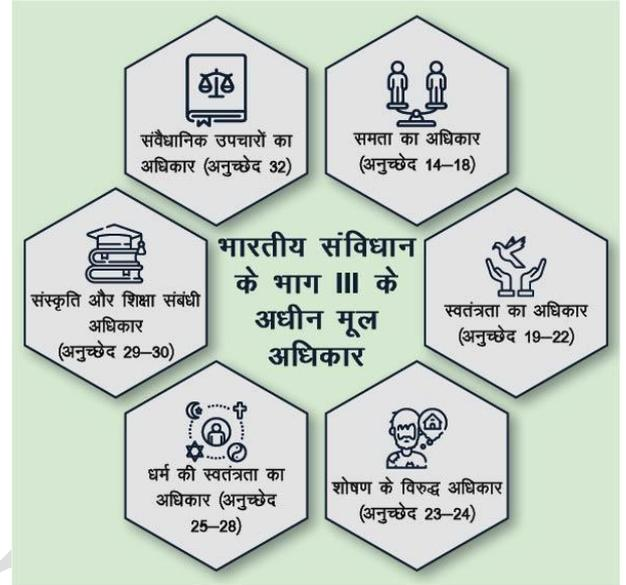 भारतीय संविधान
के भाग III के
अधीन मूल
अधिकार
समता का अधिकार
(अनुच्छेद 14–18)
स्वतंत्रता का अधिकार
(अनुच्छेद 19–22)
शोषण के विरुद्ध अधिकार
(अनुच्छेद 23–24)
धर्म की स्वतंत्रता का
अधिकार (अनुच्छेद
25–28)
संस्कृति और शिक्षा संबंधी
अधिकार
(अनुच्छेद 29–30)
संवैधानिक उपचारों का
अधिकार (अनुच्छेद 32)